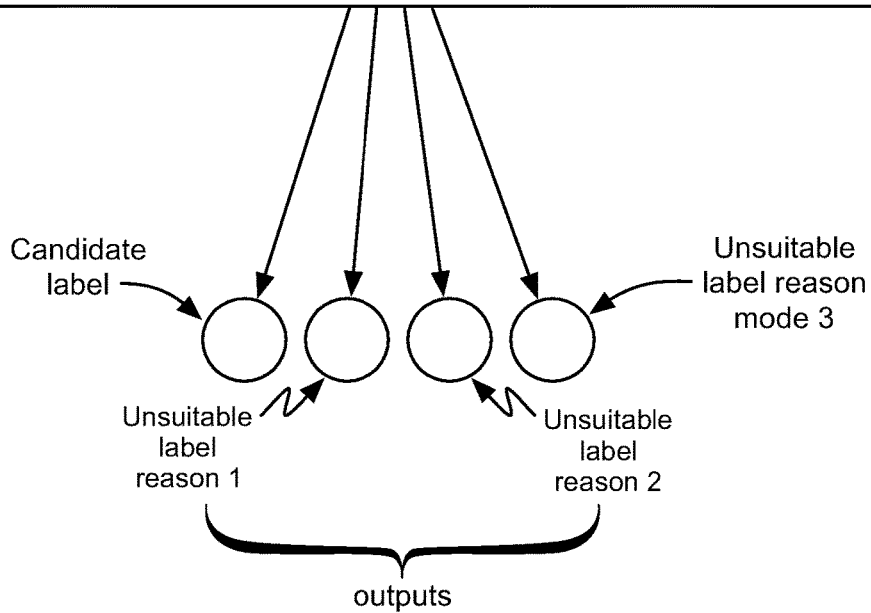 Candidate
label
Unsuitable
label reason
mode 3
Unsuitable
label
reason 1
Unsuitable
label
reason 2
outputs